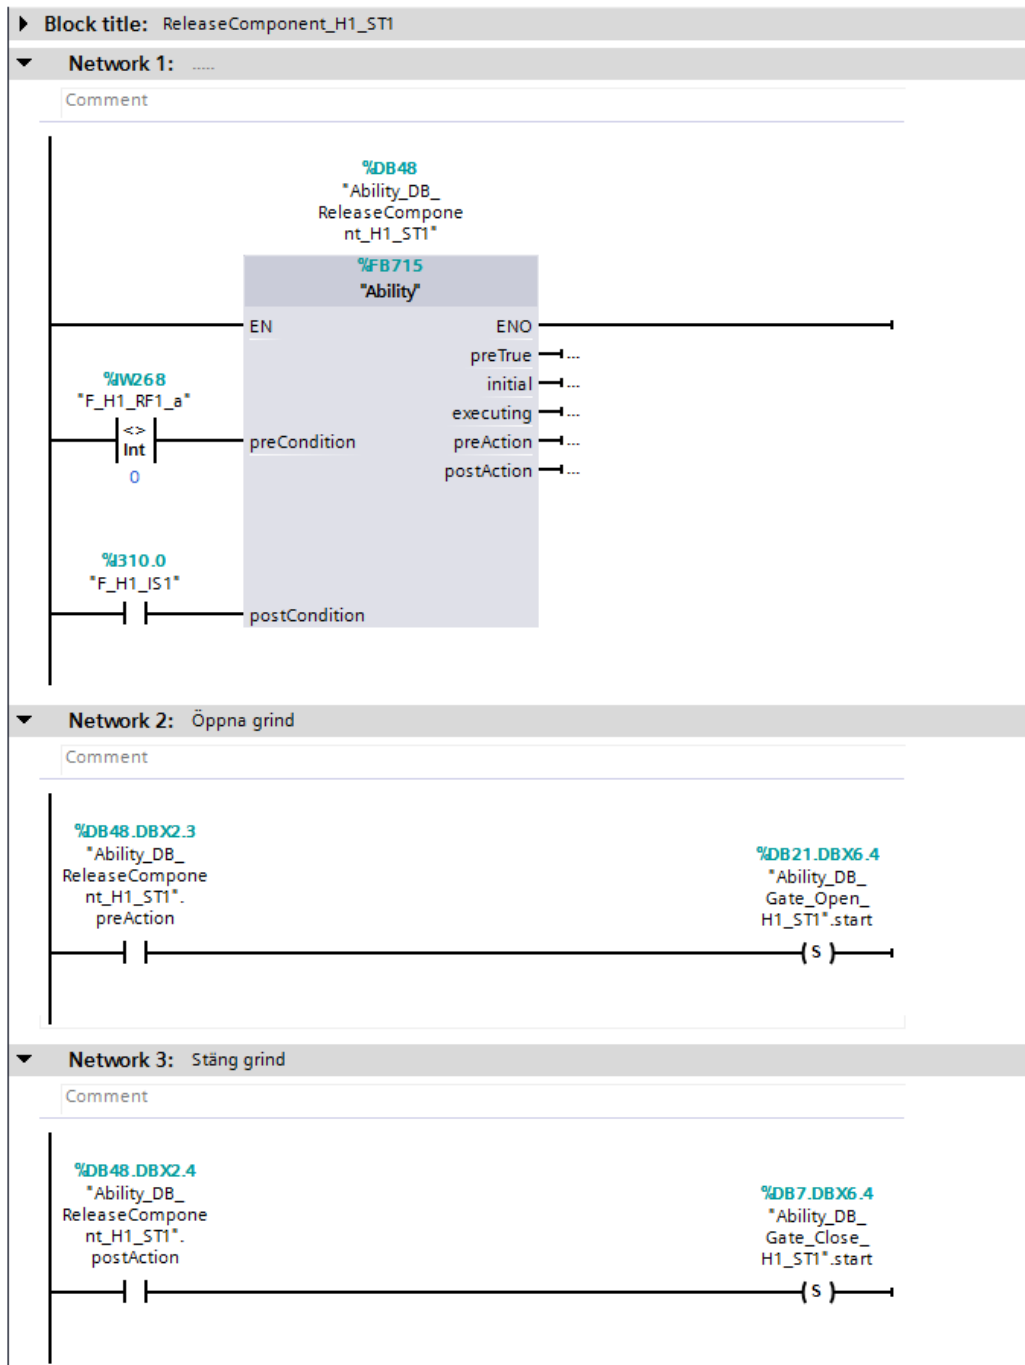 Block title: ReleaseComponent_H1_ST1
Network 1: .....
Comment
%DB48
"Ability_DB_
ReleaseCompone
nt_H1_ST1"
%FB715
"Ability"
EN ENO
preTrue ...
initial ...
executing ...
%IW268
"F_H1_RF1_a"
<>
Int
0
preCondition preAction ...
postAction ...
%I310.0
"F_H1_IS1"
postCondition
Network 2: Öppna grind
Comment
%DB48.DBX2.3
"Ability_DB_
ReleaseCompone
nt_H1_ST1".
preAction
%DB21.DBX6.4
"Ability_DB_
Gate_Open_
H1_ST1".start
( S )
Network 3: Stäng grind
Comment
%DB48.DBX2.4
"Ability_DB_
ReleaseCompone
nt_H1_ST1".
postAction
%DB7.DBX6.4
"Ability_DB_
Gate_Close_
H1_ST1".start
( S )